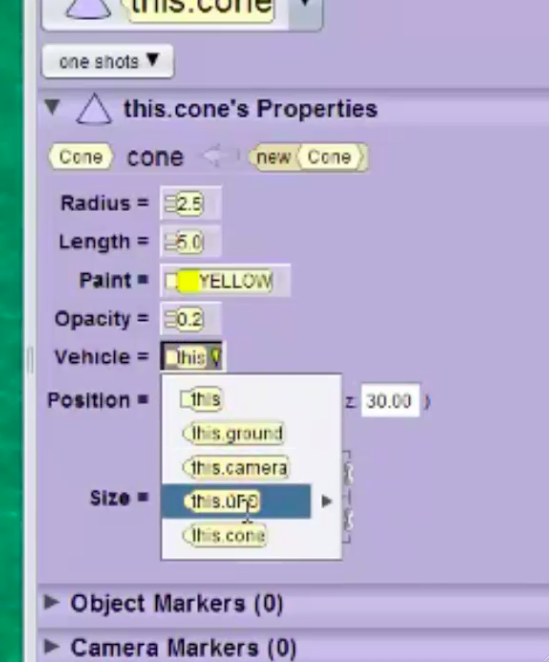 this.cone
one shots ▼
this.cone's Properties
Cone cone new Cone
Radius = 2.5
Length = 5.0
Paint = YELLOW
Opacity = 0.2
Vehicle = this
Position = z: 30.00 )
this
this.ground
this.camera
this.UFO
Size =
this.cone
Object Markers (0)
Camera Markers (0)